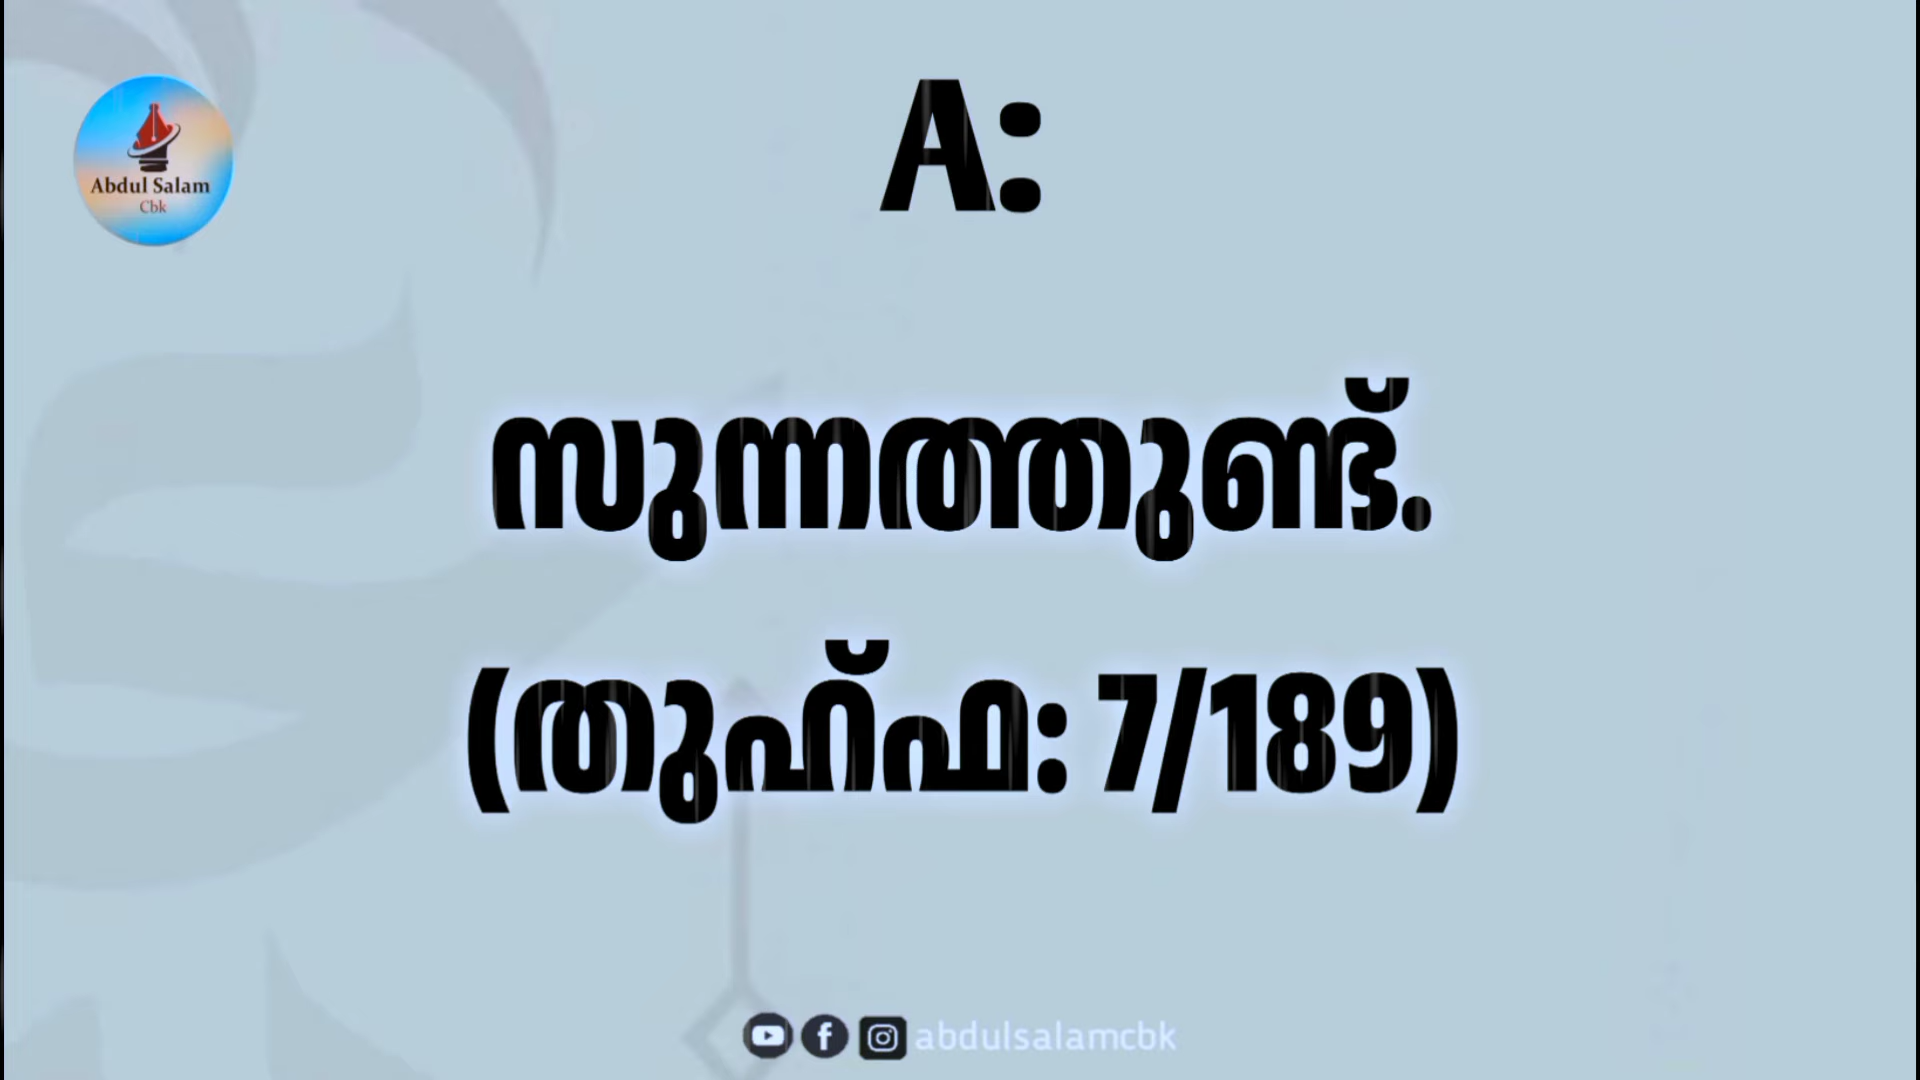 Abdul Salam
Cbk
A:
സുന്നത്തുണ്ട്.
(തുഹ്ഫ: 7/189)
abdulsalamcbk